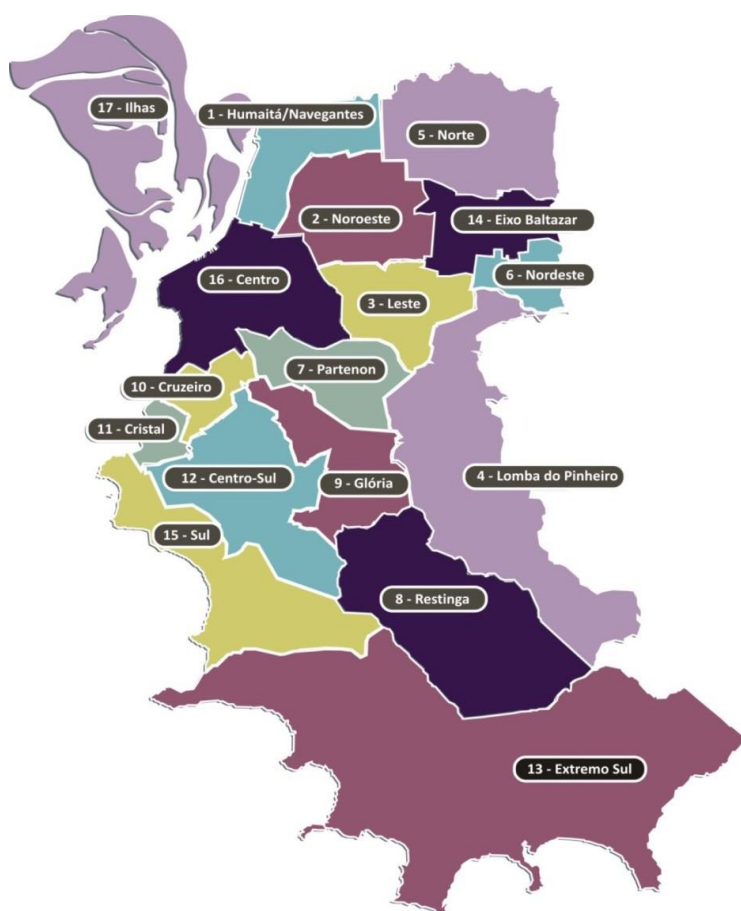 17 - Ilhas
1 - Humaitá/Navegantes
5 - Norte
2 - Noroeste
14 - Eixo Baltazar
16 - Centro
6 - Nordeste
3 - Leste
7 - Partenon
10 - Cruzeiro
11 - Cristal
12 - Centro-Sul
9 - Glória
4 - Lomba do Pinheiro
15 - Sul
8 - Restinga
13 - Extremo Sul